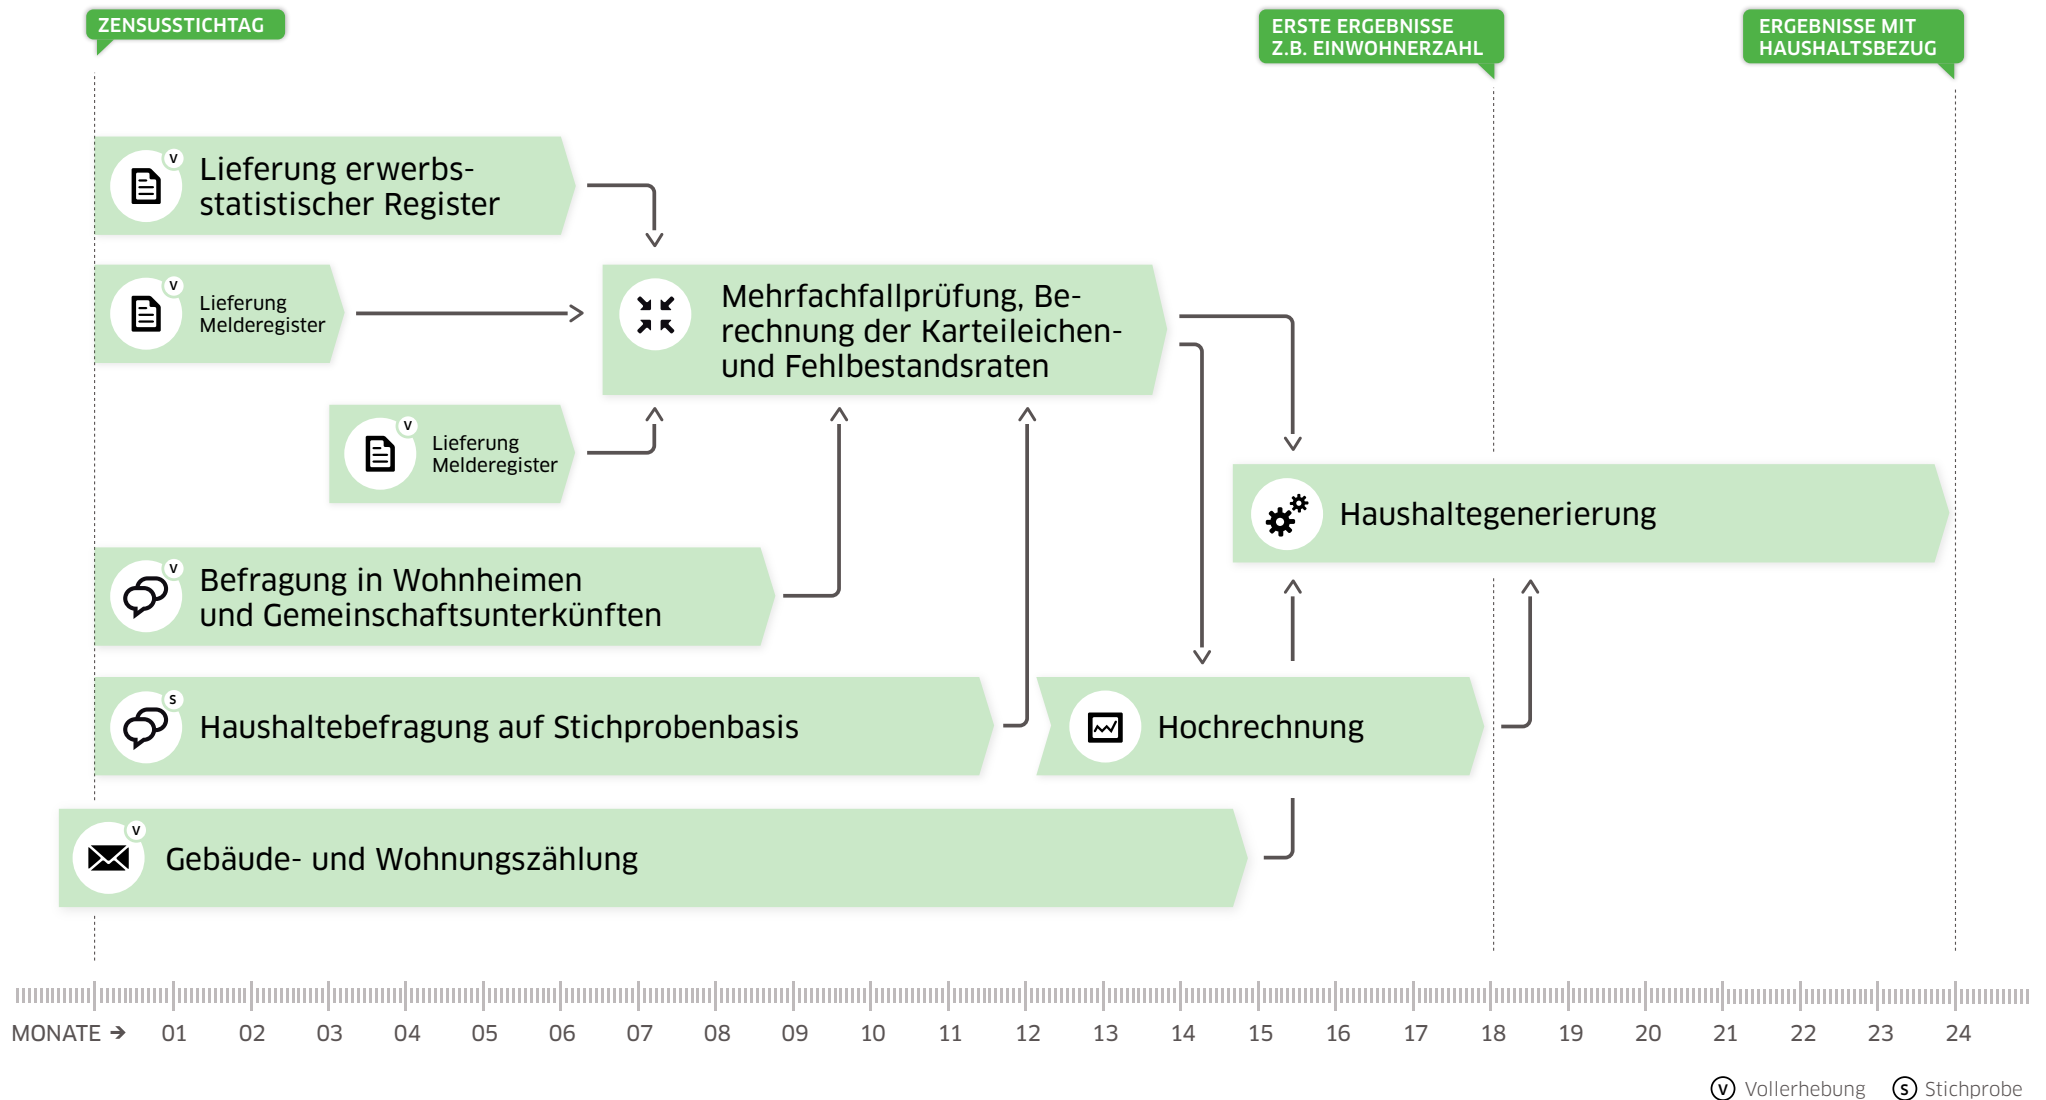 ZENSUSSTICHTAG
ERSTE ERGEBNISSE
Z.B. EINWOHNERZAHL
ERGEBNISSE MIT
HAUSHALTSBEZUG
V
Lieferung erwerbs-
statistischer Register
V
Lieferung
Melderegister
Mehrfachfallprüfung, Be-
rechnung der Karteileichen-
und Fehlbestandsraten
V
Lieferung
Melderegister
Haushaltegenerierung
V
Befragung in Wohnheimen
und Gemeinschaftsunterkünften
S
Haushaltebefragung auf Stichprobenbasis
Hochrechnung
V
Gebäude- und Wohnungszählung
MONATE → 01 02 03 04 05 06 07 08 09 10 11 12 13 14 15 16 17 18 19 20 21 22 23 24
V Vollerhebung S Stichprobe